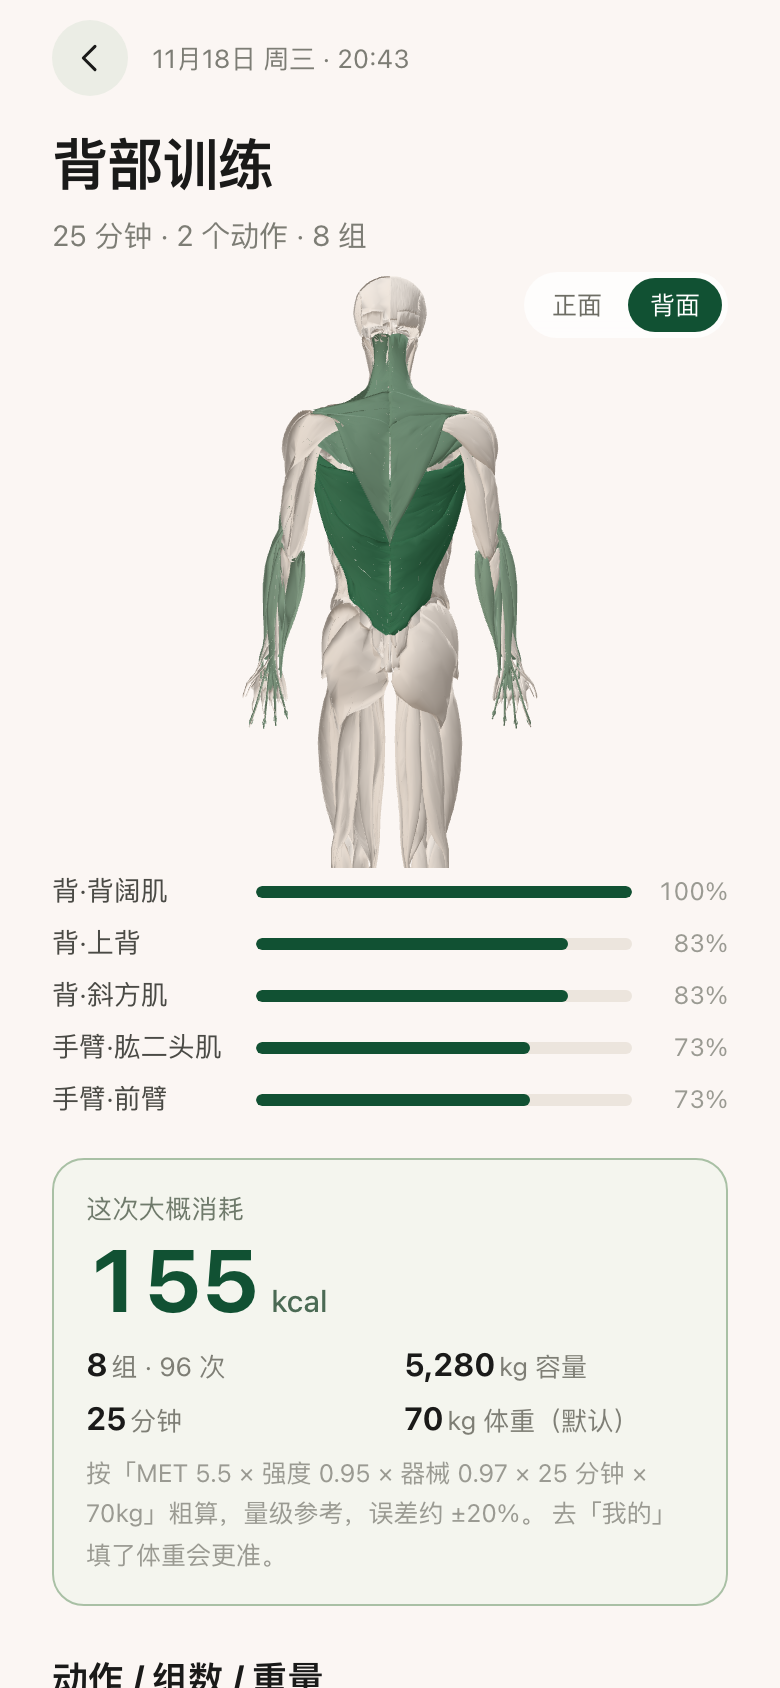 11月18日 周三 · 20:43
背部训练
25 分钟 · 2 个动作 · 8 组
正面
背面
背·背阔肌 100%
背·上背 83%
背·斜方肌 83%
手臂·肱二头肌 73%
手臂·前臂 73%
这次大概消耗
155 kcal
8组 · 96 次
5,280kg 容量
25分钟
70kg 体重（默认）
按「MET 5.5 × 强度 0.95 × 器械 0.97 × 25 分钟 ×
70kg」粗算，量级参考，误差约 ±20%。 去「我的」
填了体重会更准。
动作 / 组数 / 重量